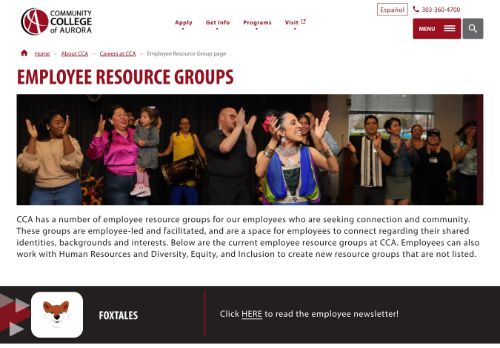 COMMUNITY
COLLEGE
of AURORA
Español
303-360-4700
Apply
Get Info
Programs
Visit
MENU
Home – About CCA – Careers at CCA – Employee Resource Group page
EMPLOYEE RESOURCE GROUPS
CCA has a number of employee resource groups for our employees who are seeking connection and community.
These groups are employee-led and facilitated, and are a space for employees to connect regarding their shared
identities, backgrounds and interests. Below are the current employee resource groups at CCA. Employees can also
work with Human Resources and Diversity, Equity, and Inclusion to create new resource groups that are not listed.
FOXTALES
Click HERE to read the employee newsletter!